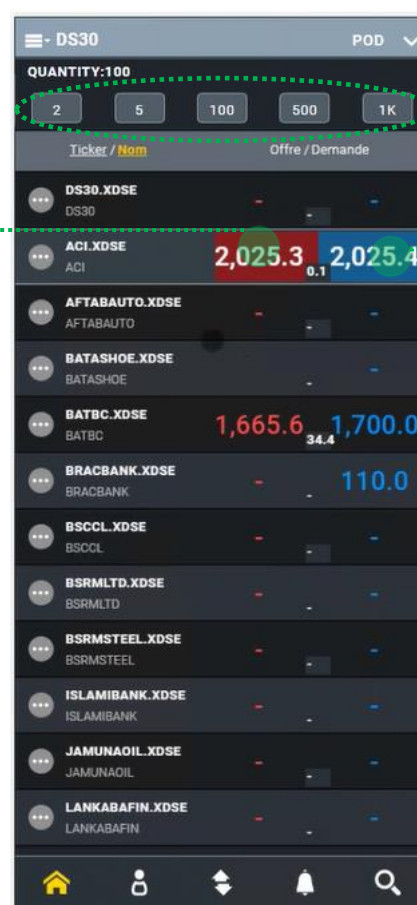 DS30 POD
QUANTITY:100
2 5 100 500 1K
Ticker / Nom Offre / Demande
DS30.XDSE - - -
DS30
ACI.XDSE 2,025.3 0.1 2,025.4
ACI
AFTABAUTO.XDSE - - -
AFTABAUTO
BATASHOE.XDSE - -
BATASHOE
BATBC.XDSE 1,665.6 34.4 1,700.0
BATBC
BRACBANK.XDSE - - 110.0
BRACBANK
BSCCL.XDSE - - -
BSCCL
BSRMLTD.XDSE - - -
BSRMLTD
BSRMSTEEL.XDSE - - -
BSRMSTEEL
ISLAMIBANK.XDSE - - -
ISLAMIBANK
JAMUNAOIL.XDSE - - -
JAMUNAOIL
LANKABAFIN.XDSE - - -
LANKABAFIN